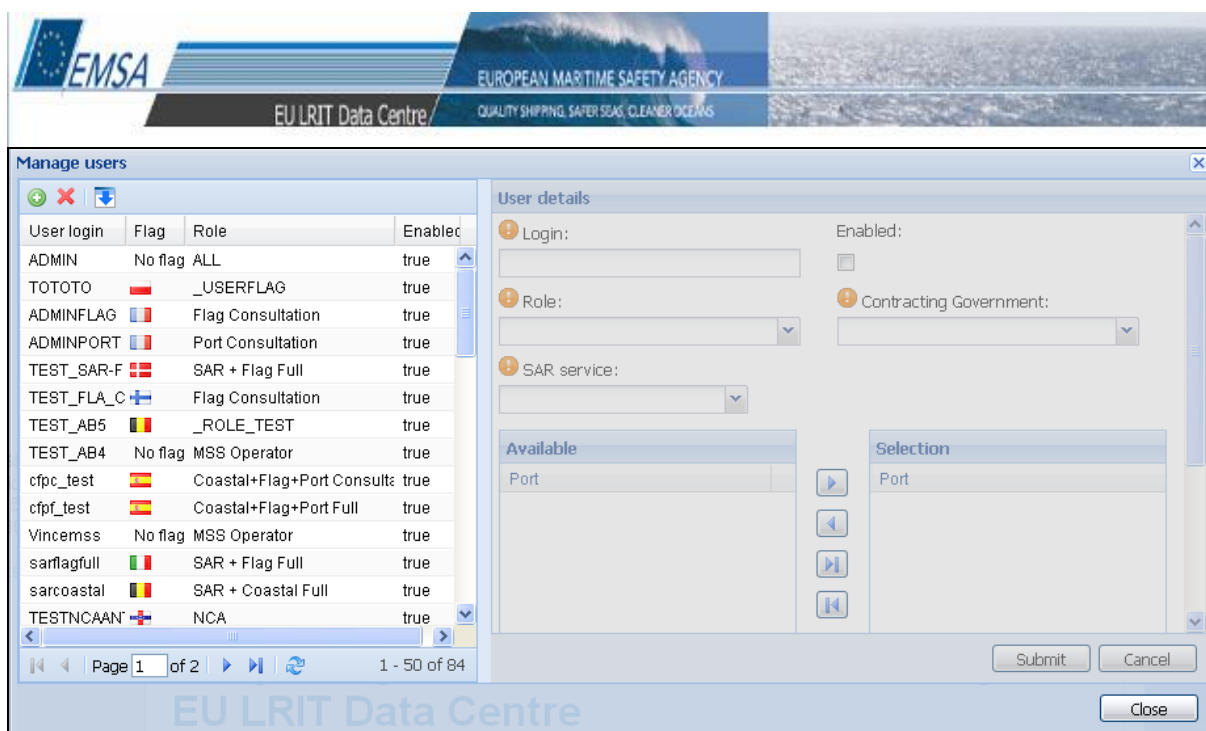 EMSA
EUROPEAN MARITIME SAFETY AGENCY
EU LRIT Data Centre
QUALITY SHIPPING, SAFER SEAS, CLEANER OCEANS
Manage users
User details
User login Flag Role Enabled
ADMIN No flag ALL true
TOTOTO _USERFLAG true
ADMINFLAG Flag Consultation true
ADMINPORT Port Consultation true
TEST_SAR-F SAR + Flag Full true
TEST_FLA_C Flag Consultation true
TEST_AB5 _ROLE_TEST true
TEST_AB4 No flag MSS Operator true
cfpc_test Coastal+Flag+Port Consulta true
cfpf_test Coastal+Flag+Port Full true
Vincemss No flag MSS Operator true
sarflagfull SAR + Flag Full true
sarcoastal SAR + Coastal Full true
TESTNCAAN NCA true
Page 1 of 2 1 - 50 of 84
Login: Enabled:
Role: Contracting Government:
SAR service:
Available Selection
Port Port
Submit Cancel
EU LRIT Data Centre
Close